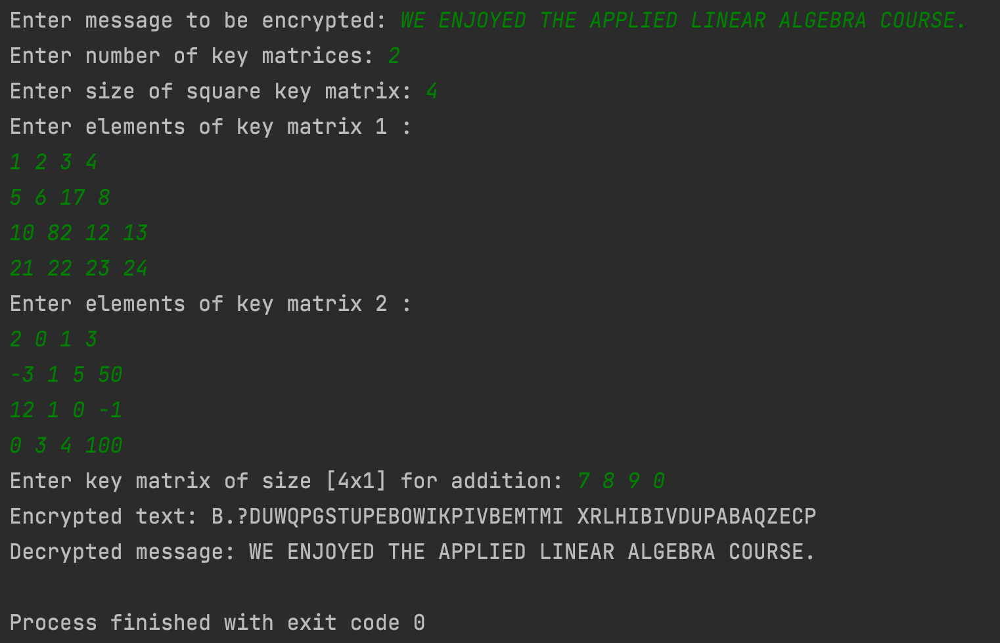 Enter message to be encrypted: WE ENJOYED THE APPLIED LINEAR ALGEBRA COURSE.
Enter number of key matrices: 2
Enter size of square key matrix: 4
Enter elements of key matrix 1 :
1 2 3 4
5 6 17 8
10 82 12 13
21 22 23 24
Enter elements of key matrix 2 :
2 0 1 3
-3 1 5 50
12 1 0 -1
0 3 4 100
Enter key matrix of size [4x1] for addition: 7 8 9 0
Encrypted text: B.?DUWQPGSTUPEBOWIKPIVBEMTMI XRLHIBIVDUPABAQZECP
Decrypted message: WE ENJOYED THE APPLIED LINEAR ALGEBRA COURSE.
Process finished with exit code 0